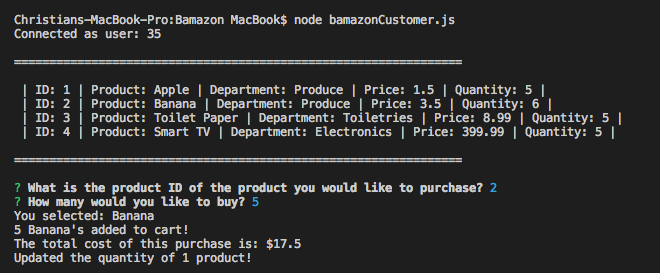 Christians-MacBook-Pro:Bamazon MacBook$ node bamazonCustomer.js
Connected as user: 35
================================================================
| ID: 1 | Product: Apple | Department: Produce | Price: 1.5 | Quantity: 5 |
| ID: 2 | Product: Banana | Department: Produce | Price: 3.5 | Quantity: 6 |
| ID: 3 | Product: Toilet Paper | Department: Toiletries | Price: 8.99 | Quantity: 5 |
| ID: 4 | Product: Smart TV | Department: Electronics | Price: 399.99 | Quantity: 5 |
================================================================
? What is the product ID of the product you would like to purchase? 2
? How many would you like to buy? 5
You selected: Banana
5 Banana's added to cart!
The total cost of this purchase is: $17.5
Updated the quantity of 1 product!